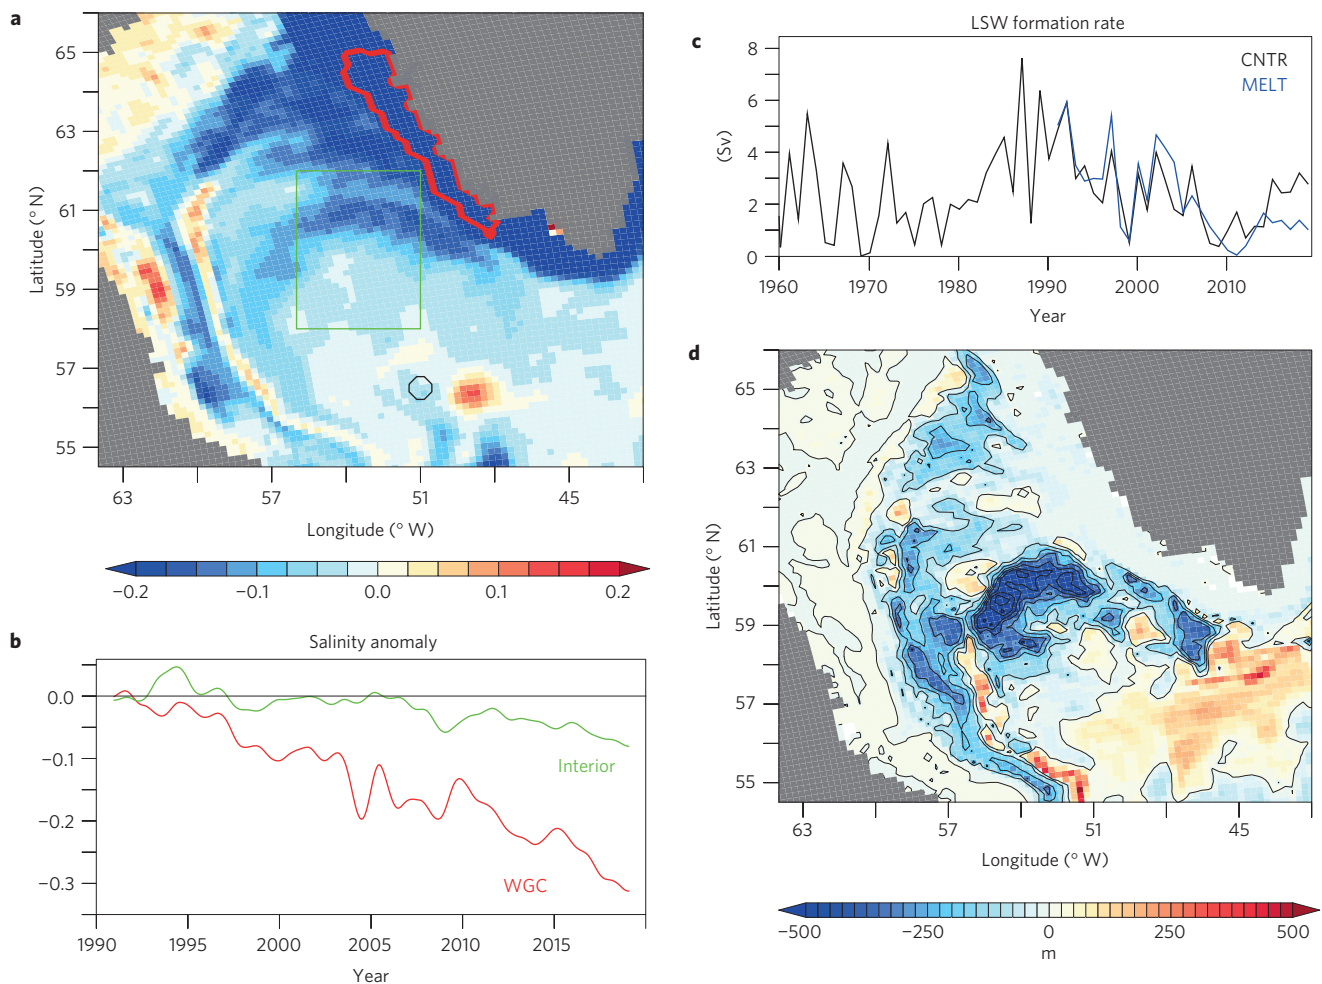 a
65
63
61
59
57
55
Latitude (° N)
63
57
51
45
Longitude (° W)
−0.2
−0.1
0.0
0.1
0.2
b
Salinity anomaly
0.0
−0.1
−0.2
−0.3
Interior
WGC
1990
1995
2000
2005
2010
2015
Year
c
LSW formation rate
CNTR
MELT
8
6
4
2
0
(Sv)
1960
1970
1980
1990
2000
2010
Year
d
65
63
61
59
57
55
Latitude (° N)
63
57
51
45
Longitude (° W)
−500
−250
0
250
500
m